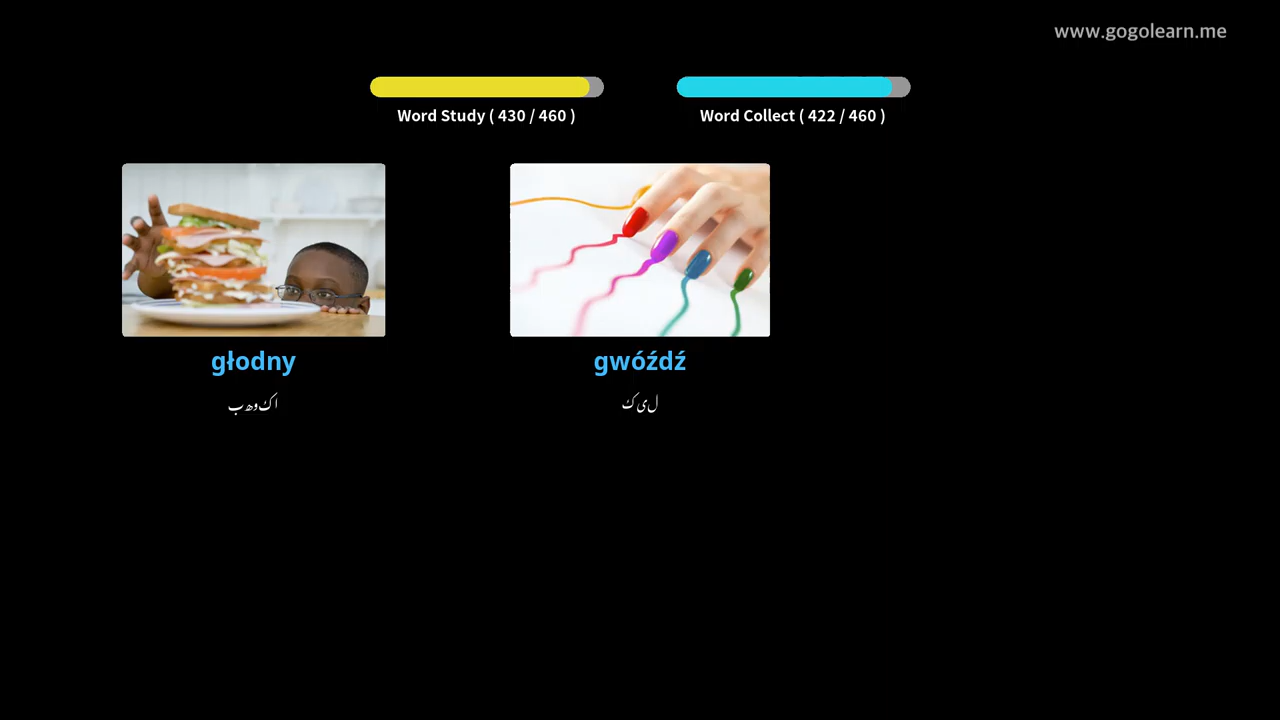 www.gogolearn.me
Word Study ( 430 / 460 )
Word Collect ( 422 / 460 )
głodny
اکوھب
gwóźdź
لیک